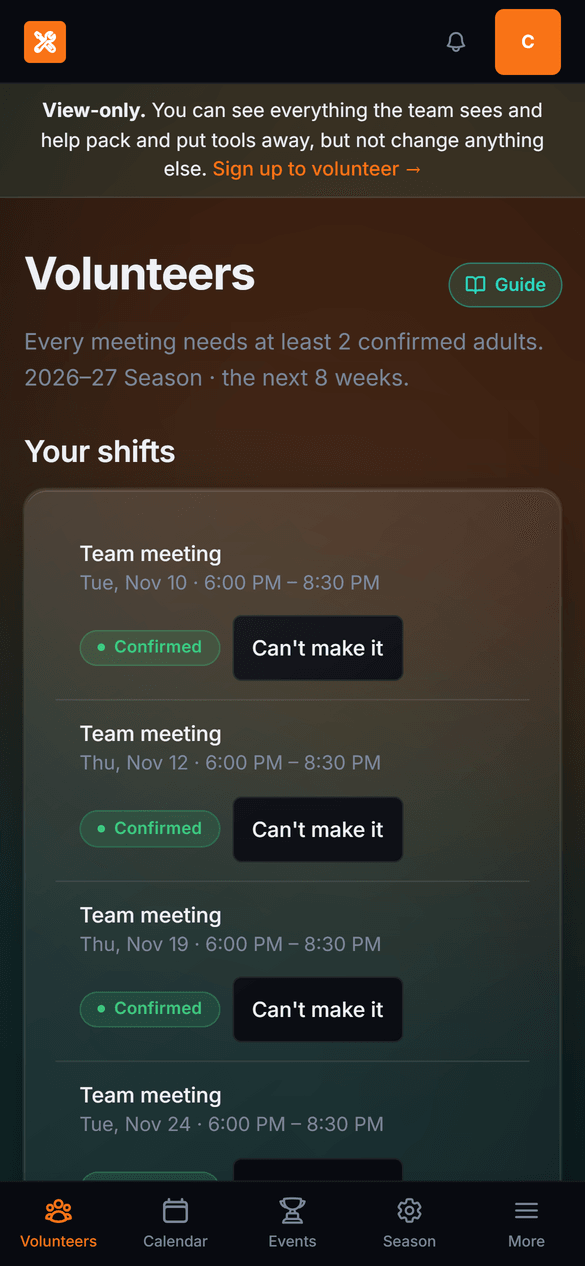 C
View-only. You can see everything the team sees and
help pack and put tools away, but not change anything
else. Sign up to volunteer →
Volunteers
Guide
Every meeting needs at least 2 confirmed adults.
2026–27 Season · the next 8 weeks.
Your shifts
Team meeting
Tue, Nov 10 · 6:00 PM – 8:30 PM
Confirmed
Can't make it
Team meeting
Thu, Nov 12 · 6:00 PM – 8:30 PM
Confirmed
Can't make it
Team meeting
Thu, Nov 19 · 6:00 PM – 8:30 PM
Confirmed
Can't make it
Team meeting
Tue, Nov 24 · 6:00 PM – 8:30 PM
Volunteers
Calendar
Events
Season
More